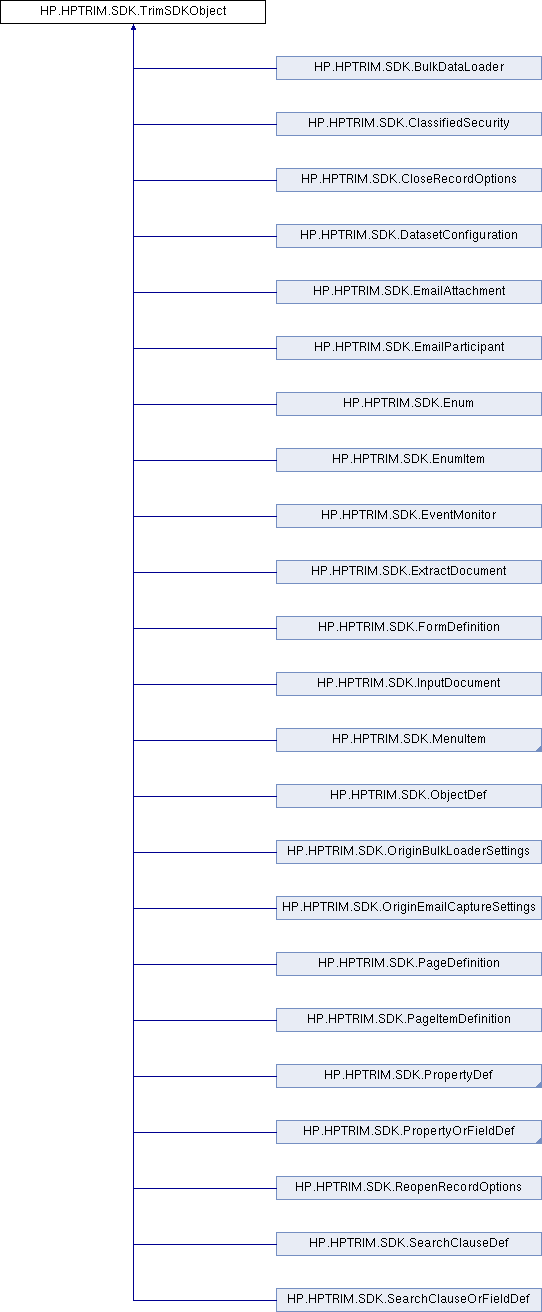 HP.HPTRIM.SDK.TrimSDKObject
HP.HPTRIM.SDK.BulkDataLoader
HP.HPTRIM.SDK.ClassifiedSecurity
HP.HPTRIM.SDK.CloseRecordOptions
HP.HPTRIM.SDK.DatasetConfiguration
HP.HPTRIM.SDK.EmailAttachment
HP.HPTRIM.SDK.EmailParticipant
HP.HPTRIM.SDK.Enum
HP.HPTRIM.SDK.EnumItem
HP.HPTRIM.SDK.EventMonitor
HP.HPTRIM.SDK.ExtractDocument
HP.HPTRIM.SDK.FormDefinition
HP.HPTRIM.SDK.InputDocument
HP.HPTRIM.SDK.MenuItem
HP.HPTRIM.SDK.ObjectDef
HP.HPTRIM.SDK.OriginBulkLoaderSettings
HP.HPTRIM.SDK.OriginEmailCaptureSettings
HP.HPTRIM.SDK.PageDefinition
HP.HPTRIM.SDK.PageItemDefinition
HP.HPTRIM.SDK.PropertyDef
HP.HPTRIM.SDK.PropertyOrFieldDef
HP.HPTRIM.SDK.ReopenRecordOptions
HP.HPTRIM.SDK.SearchClauseDef
HP.HPTRIM.SDK.SearchClauseOrFieldDef